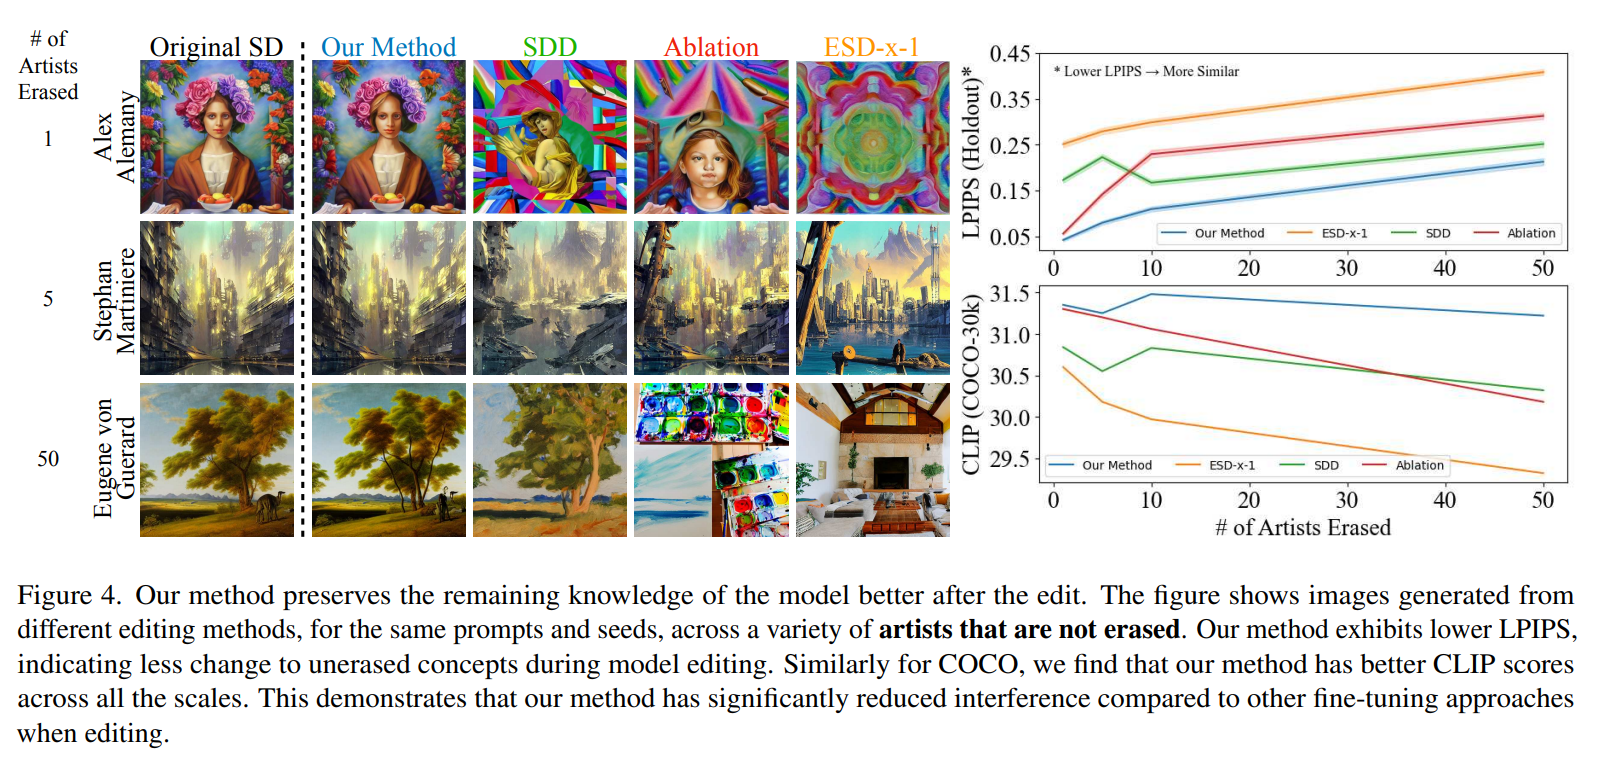 # of
Artists
Erased
Original SD
Our Method
SDD
Ablation
ESD-x-1
1
Alex
Alemany
5
Stephan
Martiniere
50
Eugene von
Guerard
0.45
0.35
0.25
0.15
0.05
LPIPS (Holdout)*
* Lower LPIPS → More Similar
Our Method ESD-x-1 SDD Ablation
0 10 20 30 40 50
31.5
31.0
30.5
30.0
29.5
CLIP (COCO-30k)
Our Method ESD-x-1 SDD Ablation
0 10 20 30 40 50
# of Artists Erased
Figure 4. Our method preserves the remaining knowledge of the model better after the edit. The figure shows images generated from
different editing methods, for the same prompts and seeds, across a variety of artists that are not erased. Our method exhibits lower LPIPS,
indicating less change to unerased concepts during model editing. Similarly for COCO, we find that our method has better CLIP scores
across all the scales. This demonstrates that our method has significantly reduced interference compared to other fine-tuning approaches
when editing.